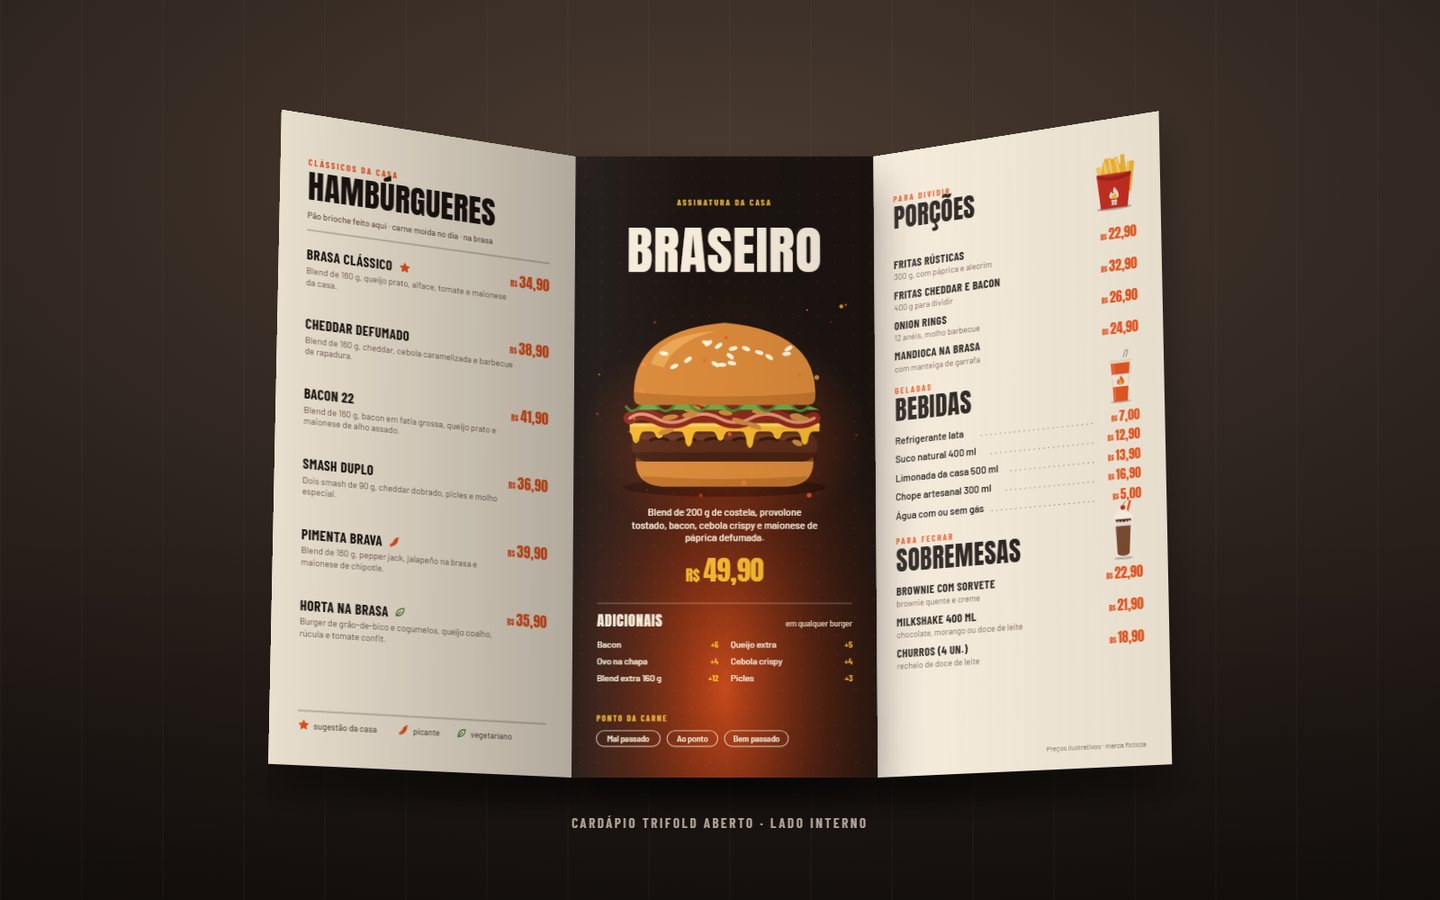 CLÁSSICOS DA CASA
HAMBÚRGUERES
Pão brioche feito aqui · carne moída no dia · na brasa
BRASA CLÁSSICO
R$ 34,90
Blend de 160 g, queijo prato, alface, tomate e maionese
da casa.
CHEDDAR DEFUMADO
R$ 38,90
Blend de 160 g, cheddar, cebola caramelizada e barbecue
de rapadura.
BACON 22
R$ 41,90
Blend de 160 g, bacon em fatia grossa, queijo prato e
maionese de alho assado.
SMASH DUPLO
R$ 36,90
Dois smash de 90 g, cheddar dobrado, picles e molho
especial.
PIMENTA BRAVA
R$ 39,90
Blend de 160 g, pepper jack, jalapeño na brasa e
maionese de chipotle.
HORTA NA BRASA
R$ 35,90
Burger de grão-de-bico e cogumelos, queijo coalho,
rúcula e tomate confit.
sugestão da casa picante vegetariano
ASSINATURA DA CASA
BRASEIRO
Blend de 200 g de costela, provolone
tostado, bacon, cebola crispy e maionese de
páprica defumada.
R$ 49,90
ADICIONAIS em qualquer burger
Bacon +6 Queijo extra +5
Ovo na chapa +4 Cebola crispy +4
Blend extra 160 g +12 Picles +3
PONTO DA CARNE
Mal passado Ao ponto Bem passado
PARA DIVIDIR
PORÇÕES
22
FRITAS RÚSTICAS
R$ 22,90
300 g, com páprica e alecrim
FRITAS CHEDDAR E BACON
R$ 32,90
400 g para dividir
ONION RINGS
R$ 26,90
12 anéis, molho barbecue
MANDIOCA NA BRASA
R$ 24,90
com manteiga de garrafa
GELADAS
BEBIDAS
Refrigerante lata R$ 7,00
Suco natural 400 ml R$ 12,90
Limonada da casa 500 ml R$ 13,90
Chope artesanal 300 ml R$ 16,90
Água com ou sem gás R$ 5,00
PARA FECHAR
SOBREMESAS
BROWNIE COM SORVETE
R$ 22,90
brownie quente e creme
MILKSHAKE 400 ML
R$ 21,90
chocolate, morango ou doce de leite
CHURROS (4 UN.)
R$ 18,90
recheio de doce de leite
Preços ilustrativos · marca fictícia
CARDÁPIO TRIFOLD ABERTO · LADO INTERNO